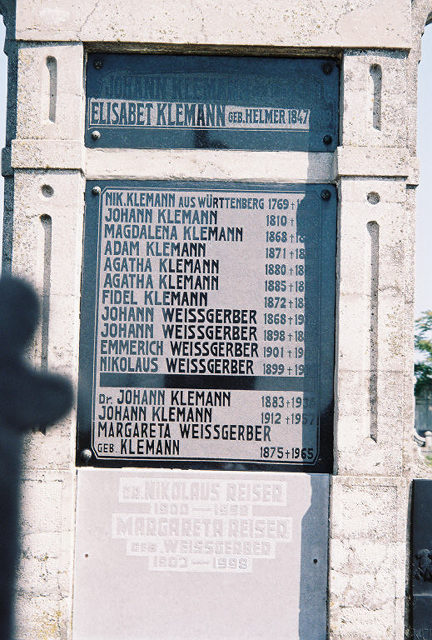 JOHANN KLEMANN
ELISABET KLEMANN GEB. HELMER 1847
NIK. KLEMANN AUS WÜRTTENBERG 1769 +
JOHANN KLEMANN 1810 +
MAGDALENA KLEMANN 1868 +
ADAM KLEMANN 1871 +
AGATHA KLEMANN 1880 +
AGATHA KLEMANN 1885 +
FIDEL KLEMANN 1872 +
JOHANN WEISSGERBER 1868 +
JOHANN WEISSGERBER 1898 +
EMMERICH WEISSGERBER 1901 +
NIKOLAUS WEISSGERBER 1899 +
Dr. JOHANN KLEMANN 1883 +
JOHANN KLEMANN 1912 + 1957
MARGARETA WEISSGERBER
GEB. KLEMANN 1875 + 1965
DR. NIKOLAUS REISER
MARGARETA REISER
GEB. WEISSGERBER